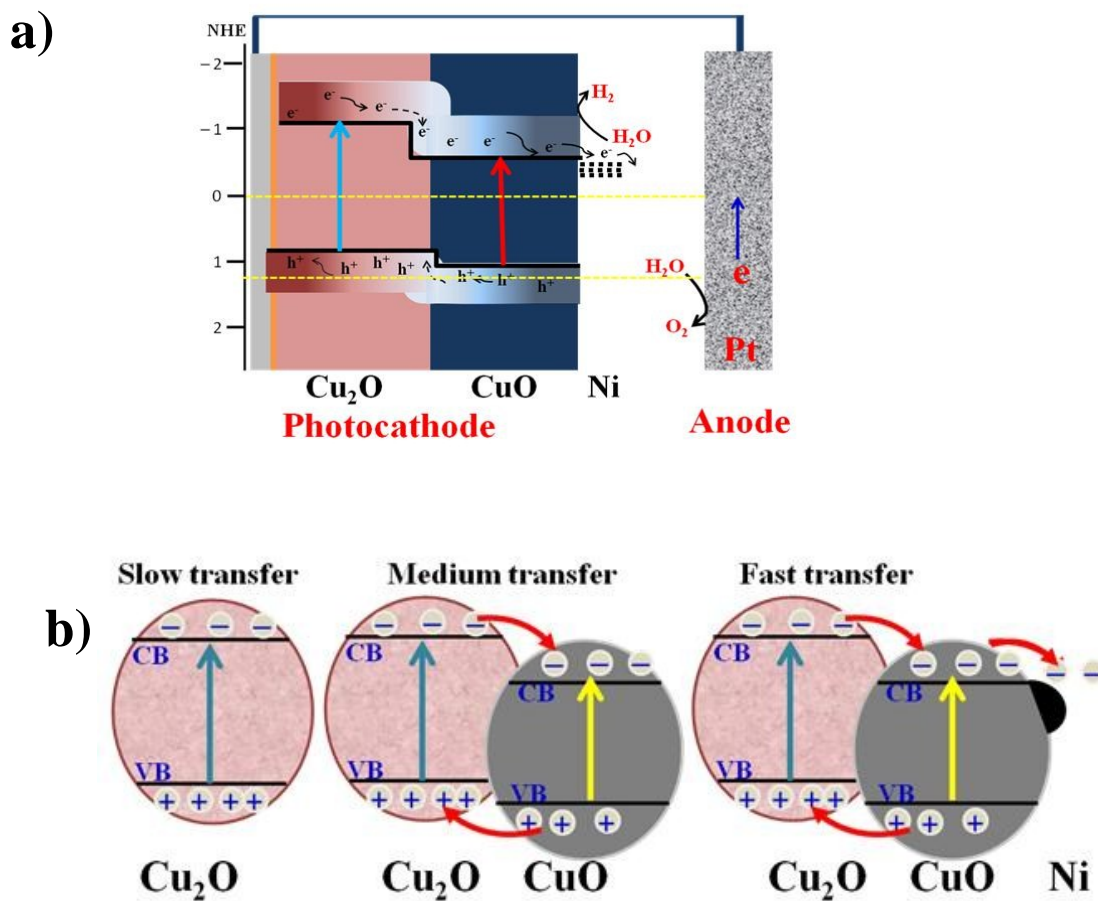 a)
NHE
−2
−1
0
1
2
e⁻ e⁻ e⁻
e⁻ e⁻ e⁻ e⁻ e⁻
H₂
H₂O
h⁺ h⁺ h⁺ h⁺
h⁺ h⁺ h⁺
H₂O
O₂
e
Pt
Cu₂O CuO Ni
Photocathode Anode
b)
Slow transfer Medium transfer Fast transfer
− − − − − − − − − − − − − −
CB CB CB CB CB
VB VB VB VB VB
+ + + + + + + + + + + + + + + + + +
Cu₂O Cu₂O CuO Cu₂O CuO Ni